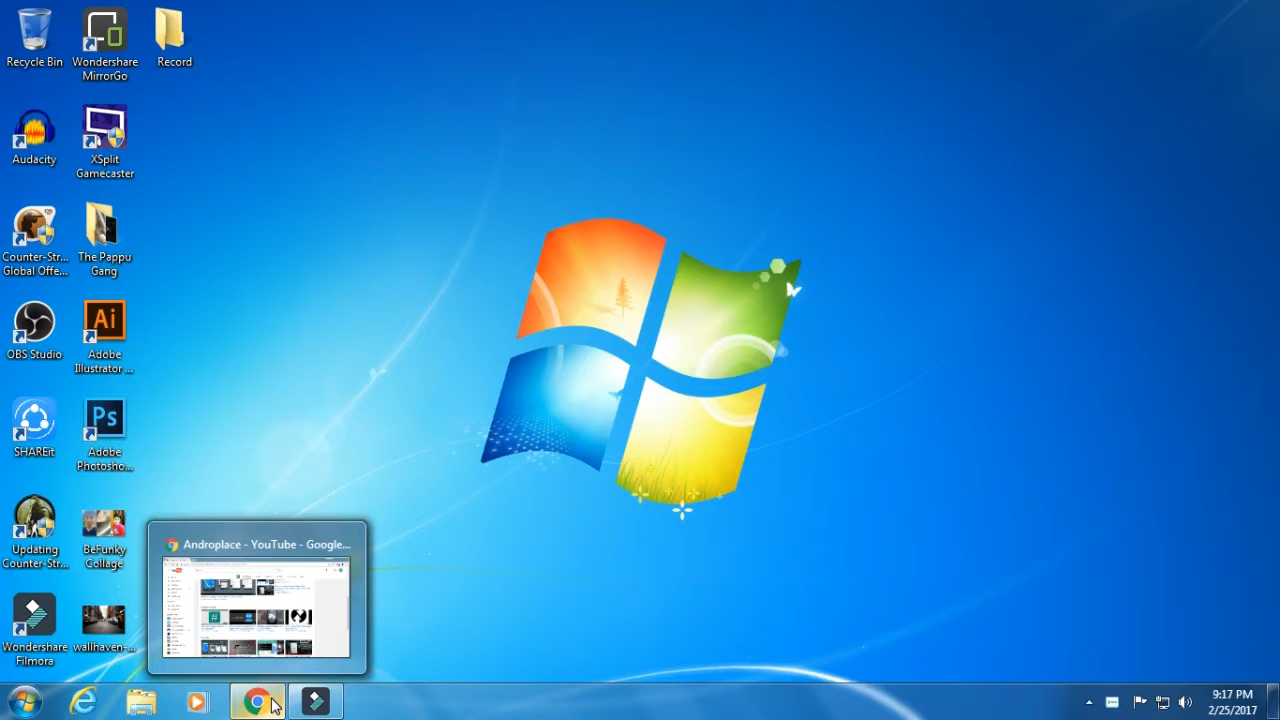 Recycle Bin
Wondershare
MirrorGo
Record
Audacity
XSplit
Gamecaster
Counter-Str...
Global Offe...
The Pappu
Gang
OBS Studio
Ai
Adobe
Illustrator ...
SHAREit
Ps
Adobe
Photosho...
Updating
Counter-Str...
BeFunky
Collage
Wondershare
Filmora
wallhaven-...
Androplace - YouTube - Google...
9:17 PM
2/25/2017